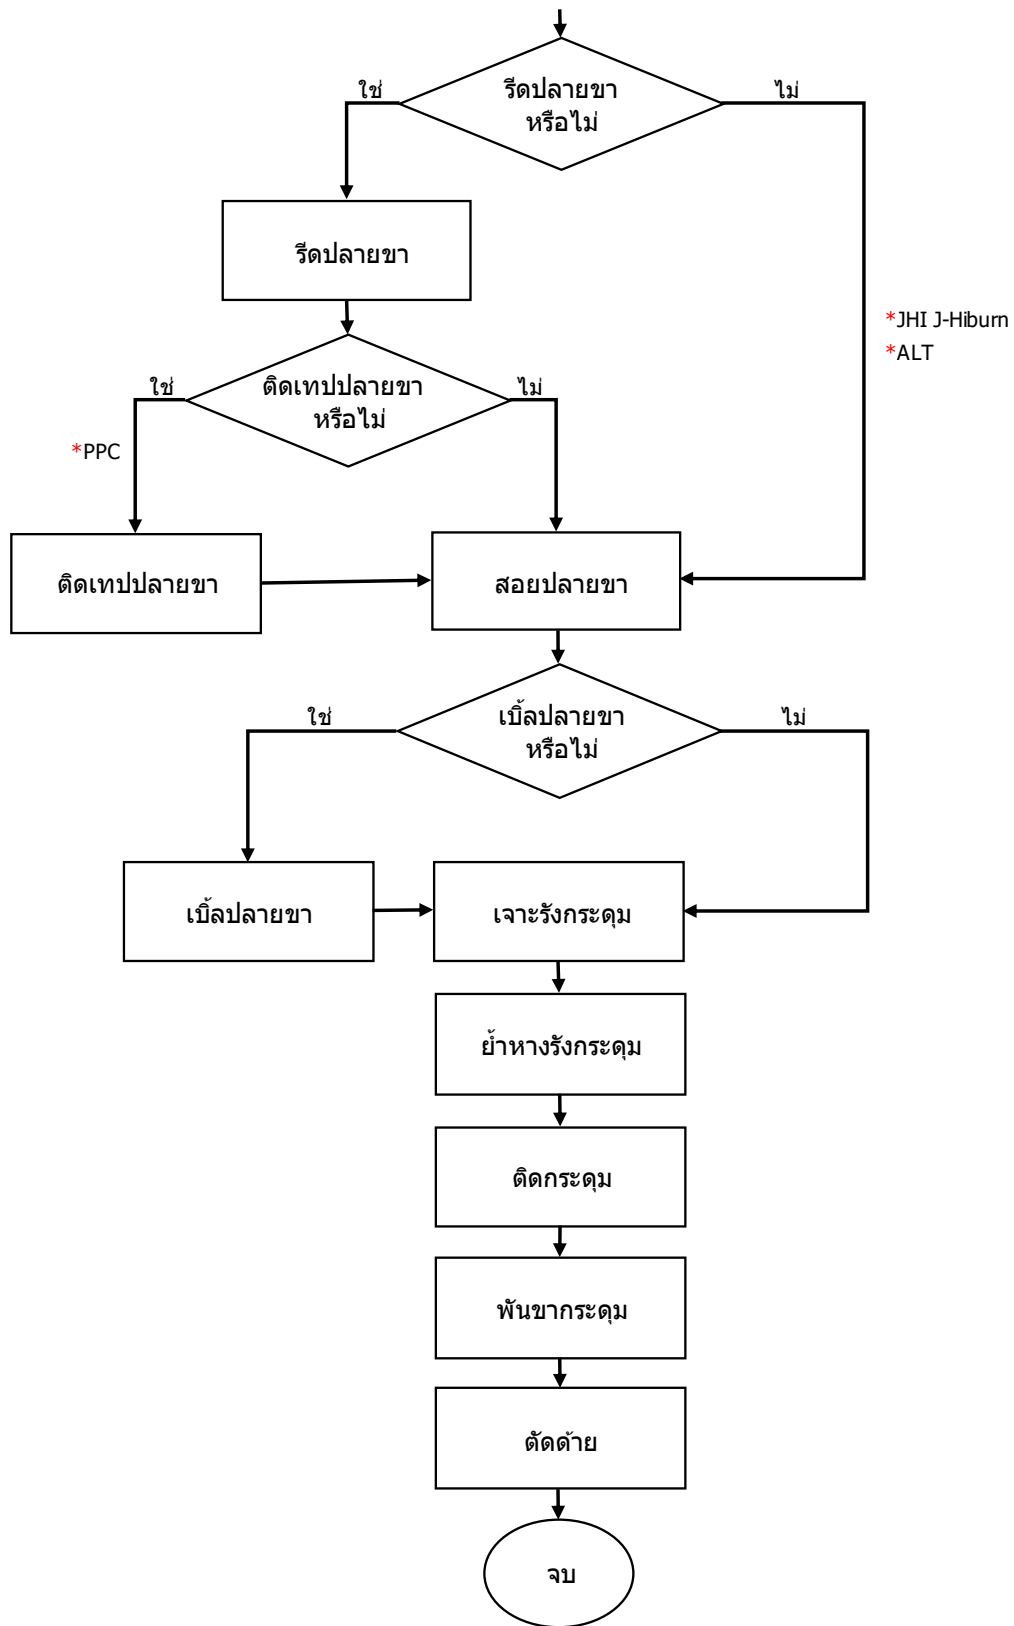 รีดปลายขา
หรือไม่
ใช่
ไม่
รีดปลายขา
*JHI J-Hiburn
*ALT
ติดเทปปลายขา
หรือไม่
ใช่
ไม่
*PPC
ติดเทปปลายขา
สอยปลายขา
เบิ้ลปลายขา
หรือไม่
ใช่
ไม่
เบิ้ลปลายขา
เจาะรังกระดุม
ย้ำหางรังกระดุม
ติดกระดุม
พันขากระดุม
ตัดด้าย
จบ